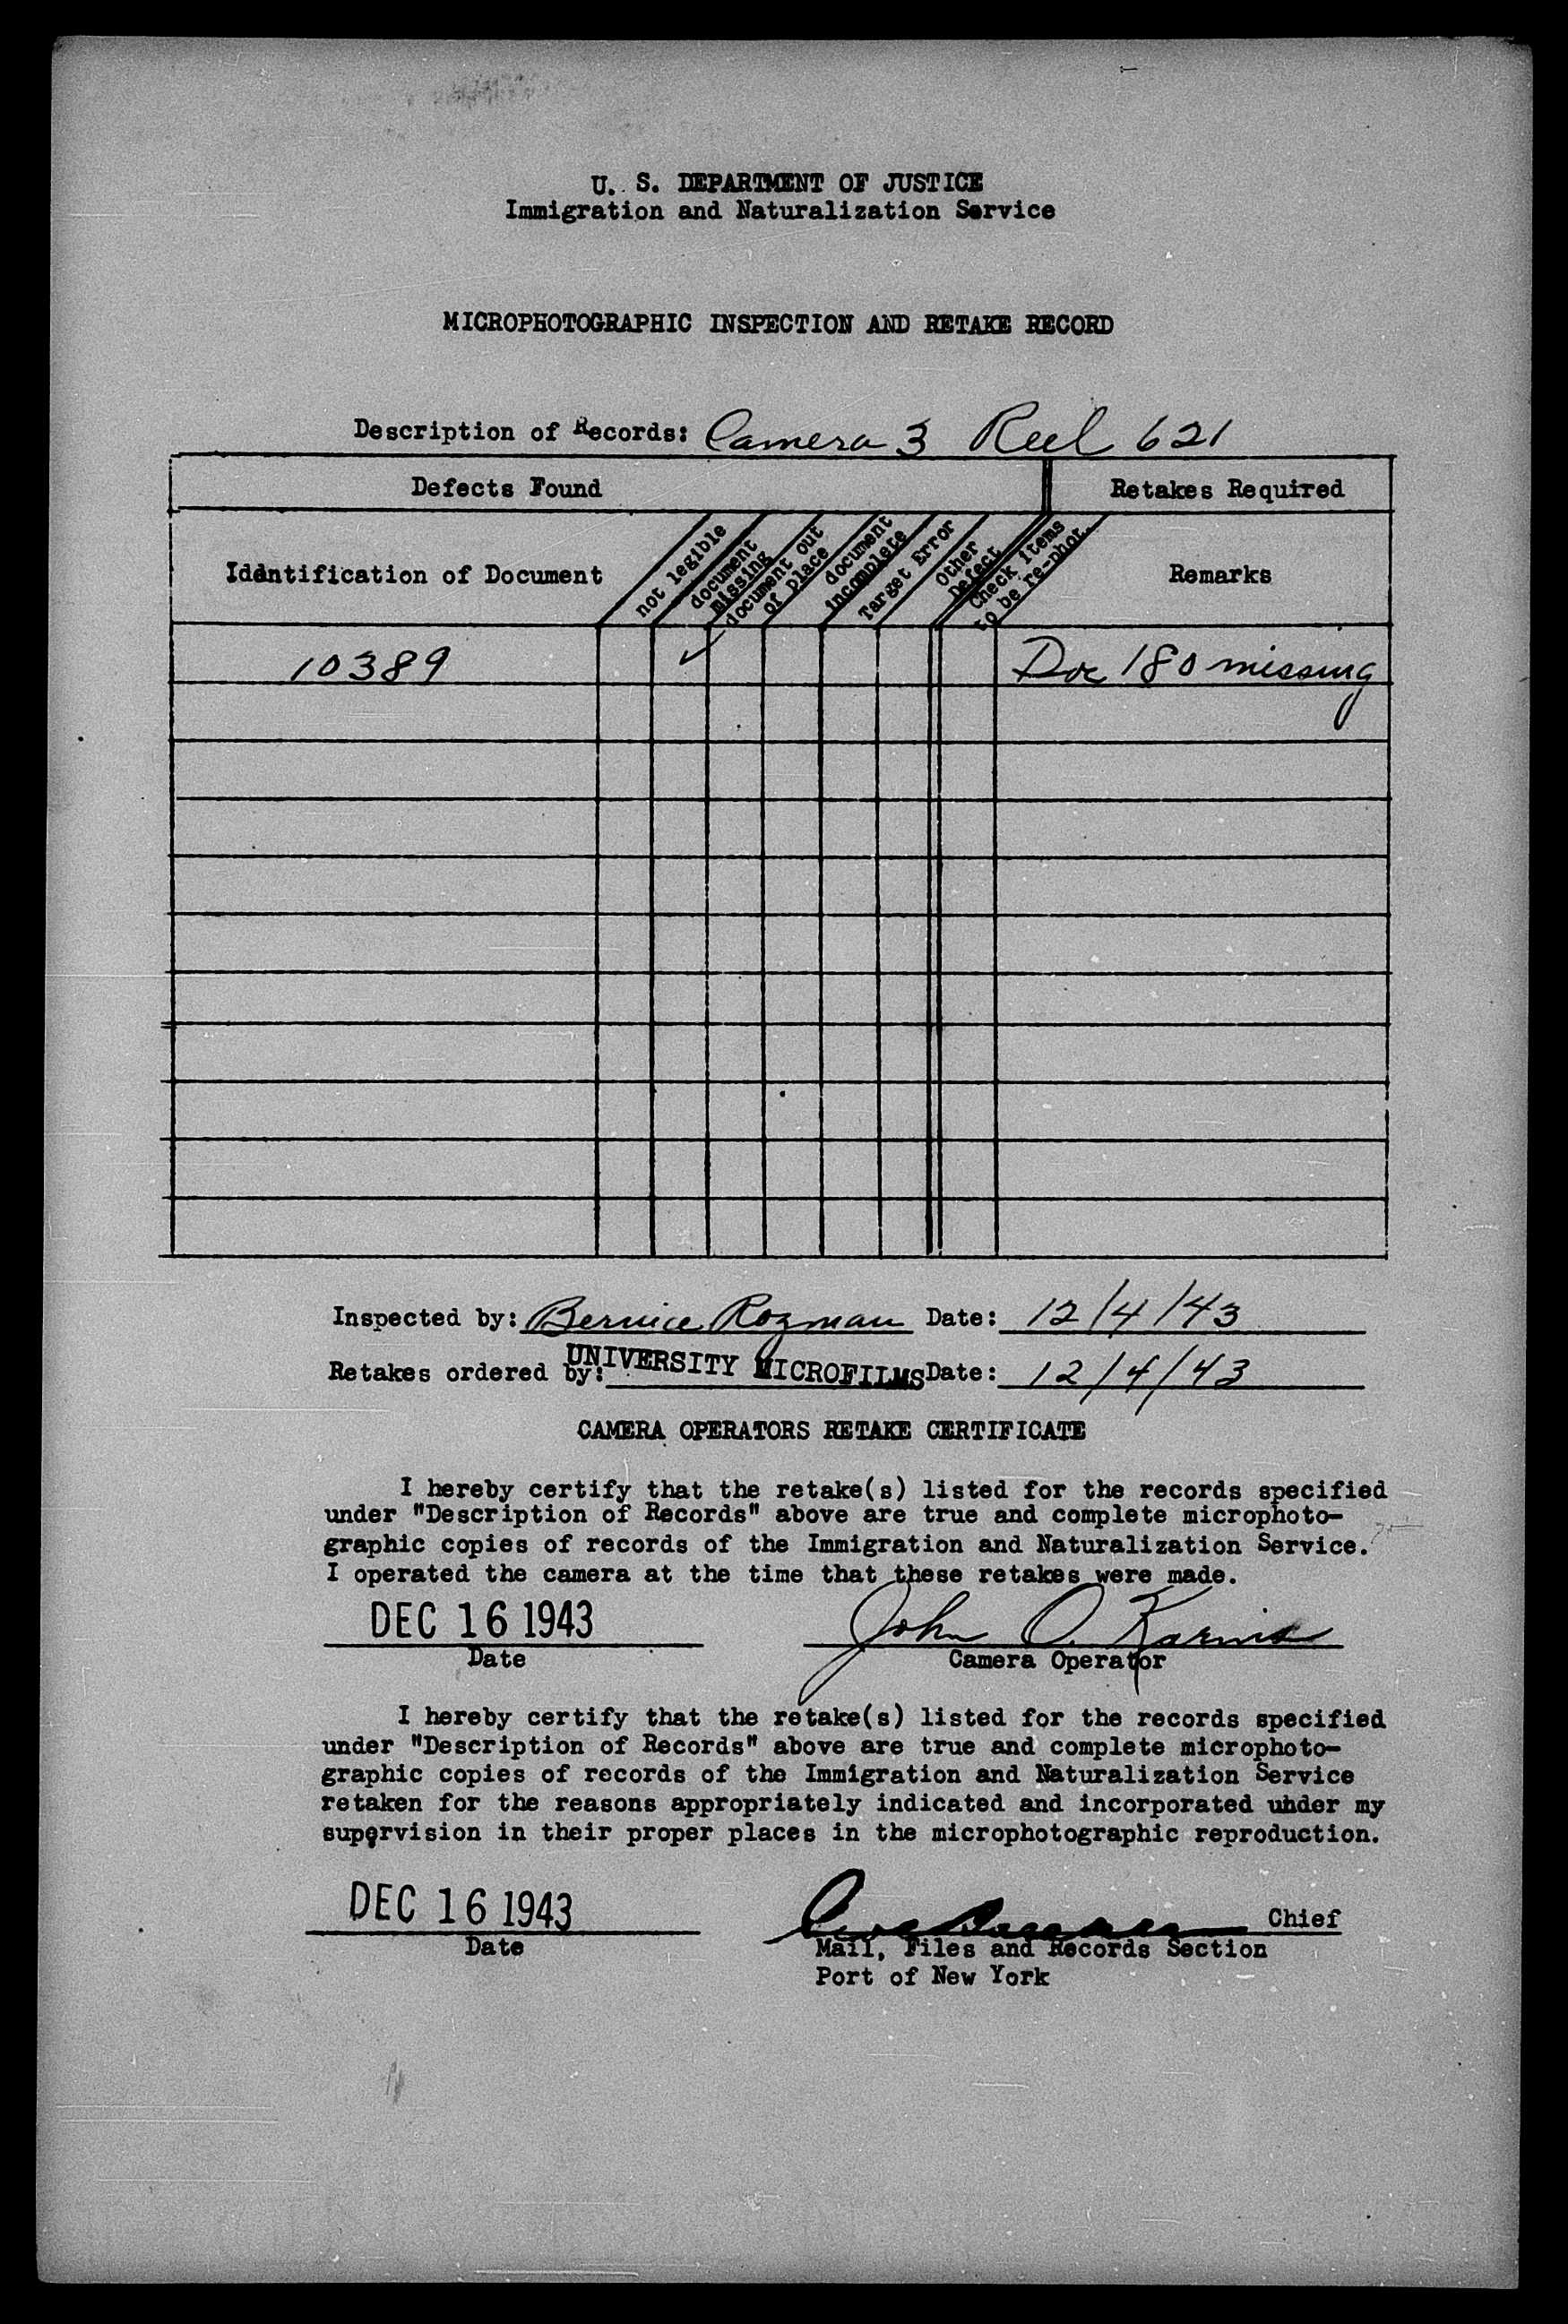 U. S. DEPARTMENT OF JUSTICE
Immigration and Naturalization Service
MICROPHOTOGRAPHIC INSPECTION AND RETAKE RECORD
Description of Records: Camera 3 Reel 621
Defects Found
Retakes Required
Identification of Document
not legible
document missing
document out of place
document incomplete
Target Error
Other Defect
Check items to be re-phot.
Remarks
10389 ✓ Doc 180 missing
Inspected by: Bernice Rozman Date: 12/4/43
Retakes ordered by: UNIVERSITY MICROFILMS Date: 12/4/43
CAMERA OPERATORS RETAKE CERTIFICATE
I hereby certify that the retake(s) listed for the records specified
under "Description of Records" above are true and complete microphoto-
graphic copies of records of the Immigration and Naturalization Service.
I operated the camera at the time that these retakes were made.
DEC 16 1943 John O.
Date Camera Operator
I hereby certify that the retake(s) listed for the records specified
under "Description of Records" above are true and complete microphoto-
graphic copies of records of the Immigration and Naturalization Service
retaken for the reasons appropriately indicated and incorporated under my
supervision in their proper places in the microphotographic reproduction.
DEC 16 1943 Chief
Date Mail, Files and Records Section
Port of New York